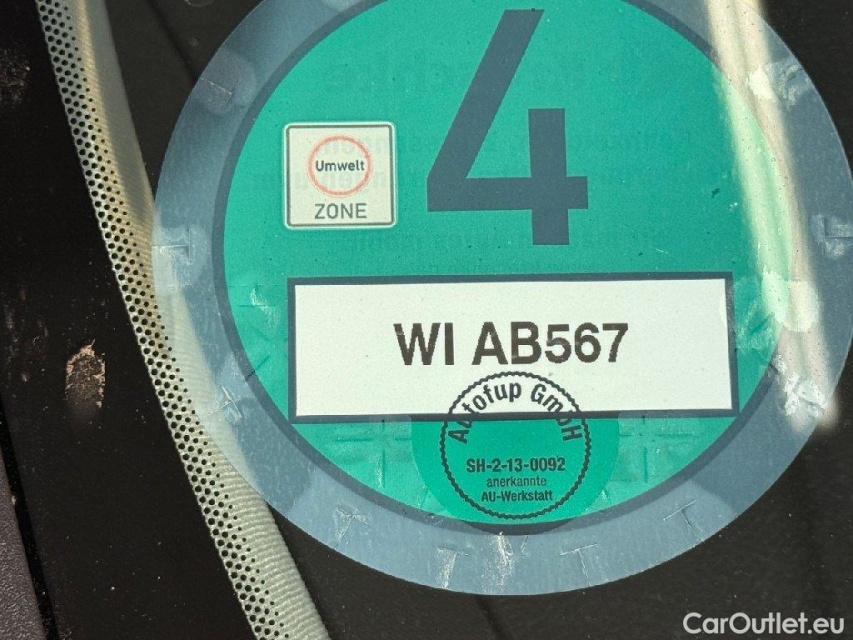 4
Umwelt
ZONE
WI AB567
Autofup GmbH
SH-2-13-0092
anerkannte
AU-Werkstatt
CarOutlet.eu